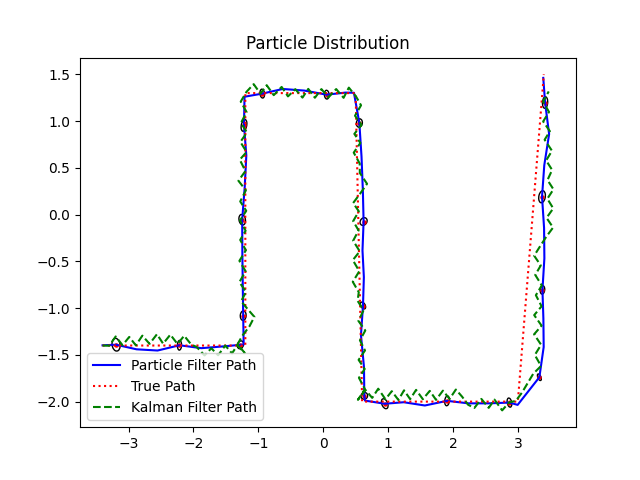 Particle Distribution
1.5
1.0
0.5
0.0
−0.5
−1.0
−1.5
−2.0
Particle Filter Path
True Path
Kalman Filter Path
−3 −2 −1 0 1 2 3